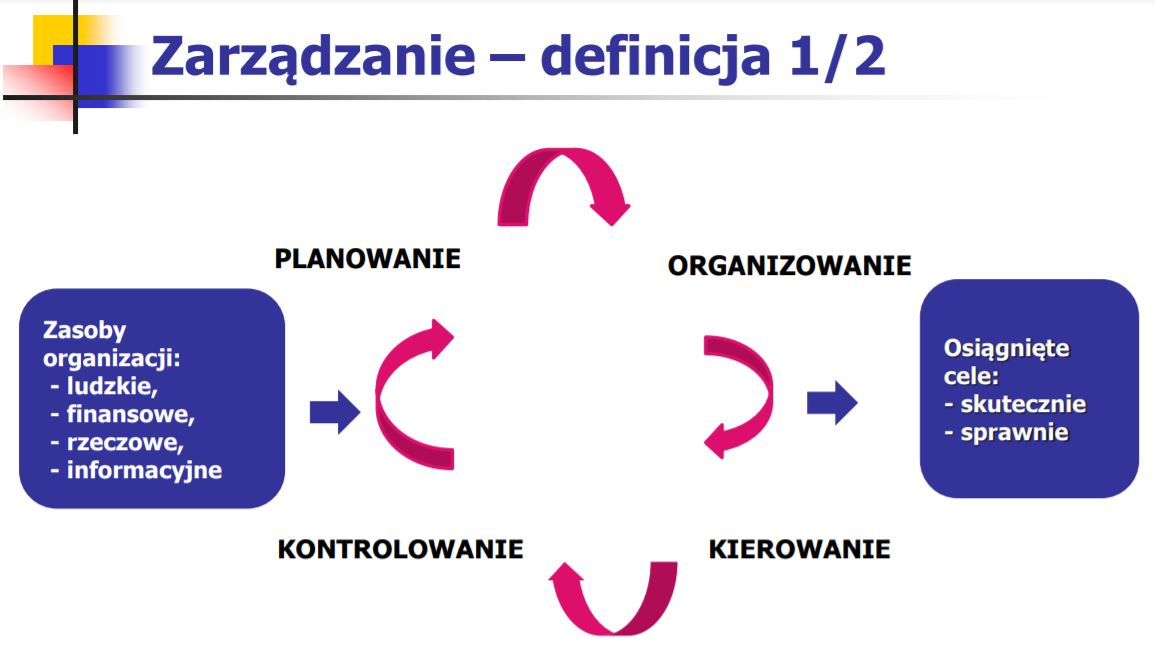 Zarządzanie – definicja 1/2
PLANOWANIE
ORGANIZOWANIE
Zasoby
organizacji:
- ludzkie,
- finansowe,
- rzeczowe,
- informacyjne
Osiągnięte
cele:
- skutecznie
- sprawnie
KONTROLOWANIE
KIEROWANIE